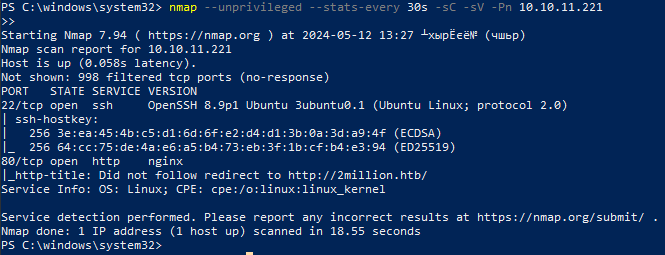 PS C:\windows\system32> nmap --unprivileged --stats-every 30s -sC -sV -Pn 10.10.11.221
>>
Starting Nmap 7.94 ( https://nmap.org ) at 2024-05-12 13:27 ┴хырЁєё№ (чшьр)
Nmap scan report for 10.10.11.221
Host is up (0.058s latency).
Not shown: 998 filtered tcp ports (no-response)
PORT   STATE SERVICE VERSION
22/tcp open  ssh     OpenSSH 8.9p1 Ubuntu 3ubuntu0.1 (Ubuntu Linux; protocol 2.0)
| ssh-hostkey:
|   256 3e:ea:45:4b:c5:d1:6d:6f:e2:d4:d1:3b:0a:3d:a9:4f (ECDSA)
|_  256 64:cc:75:de:4a:e6:a5:b4:73:eb:3f:1b:cf:b4:e3:94 (ED25519)
80/tcp open  http    nginx
|_http-title: Did not follow redirect to http://2million.htb/
Service Info: OS: Linux; CPE: cpe:/o:linux:linux_kernel
Service detection performed. Please report any incorrect results at https://nmap.org/submit/ .
Nmap done: 1 IP address (1 host up) scanned in 18.55 seconds
PS C:\windows\system32>